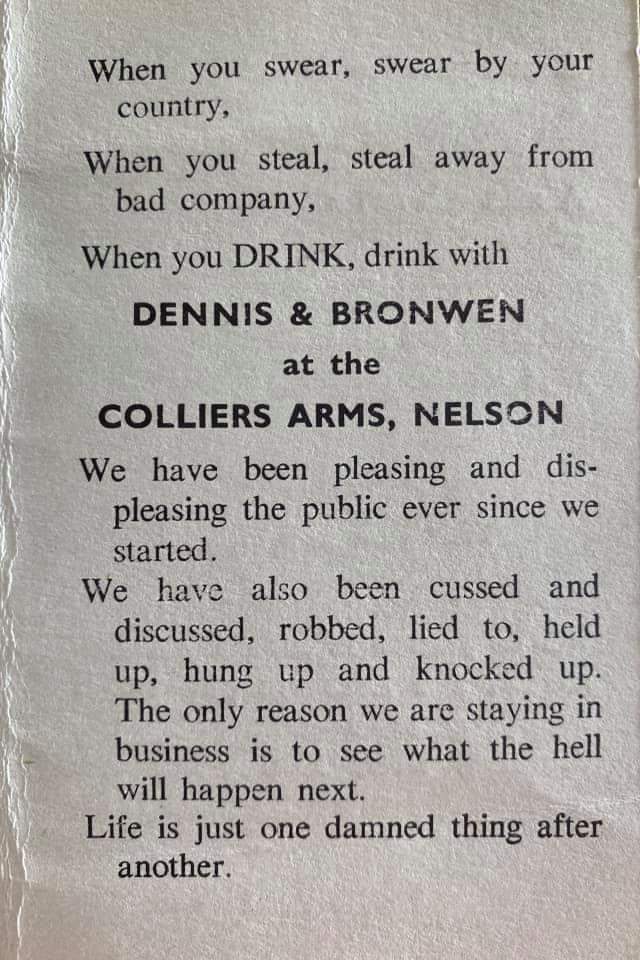 When you swear, swear by your
country,
When you steal, steal away from
bad company,
When you DRINK, drink with
DENNIS & BRONWEN
at the
COLLIERS ARMS, NELSON
We have been pleasing and dis-
pleasing the public ever since we
started.
We have also been cussed and
discussed, robbed, lied to, held
up, hung up and knocked up.
The only reason we are staying in
business is to see what the hell
will happen next.
Life is just one damned thing after
another.